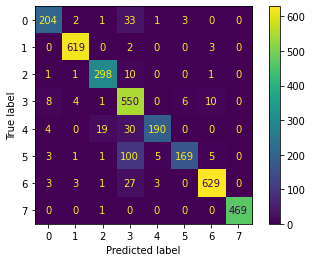 0 204 2 1 33 1 3 0 0
1 0 619 2 0 0 0 3 0
2 1 1 298 10 0 0 1 0
3 8 4 1 550 0 6 10 0
4 4 0 19 30 190 0 0 0
5 3 1 1 100 5 169 5 0
6 3 3 1 27 3 0 629 0
7 0 0 1 0 0 0 0 469
0 1 2 3 4 5 6 7
Predicted label
True label
600
500
400
300
200
100
0